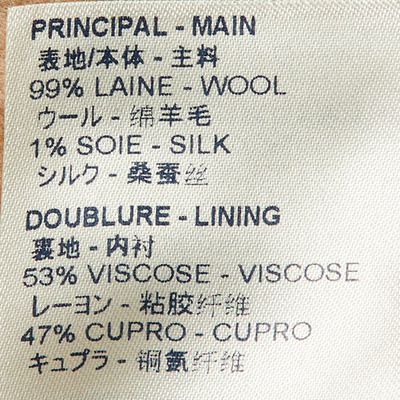 PRINCIPAL - MAIN
表地/本体 - 主料
99% LAINE - WOOL
ウール - 绵羊毛
1% SOIE - SILK
シルク - 桑蚕丝
DOUBLURE - LINING
裏地 - 内衬
53% VISCOSE - VISCOSE
レーヨン - 粘胶纤维
47% CUPRO - CUPRO
キュプラ - 铜氨纤维